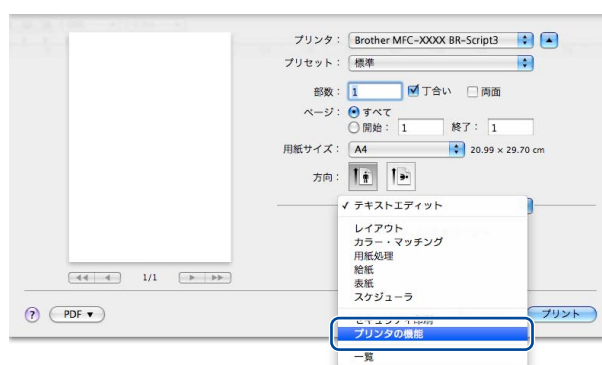 プリンタ： Brother MFC-XXXX BR-Script3
プリセット： 標準
部数： 1 丁合い 両面
ページ： すべて
開始： 1 終了： 1
用紙サイズ： A4 20.99 × 29.70 cm
方向：
✓ テキストエディット
レイアウト
カラー・マッチング
用紙処理
給紙
表紙
スケジューラ
プリンタの機能
一覧
1/1
? PDF ▼ プリント